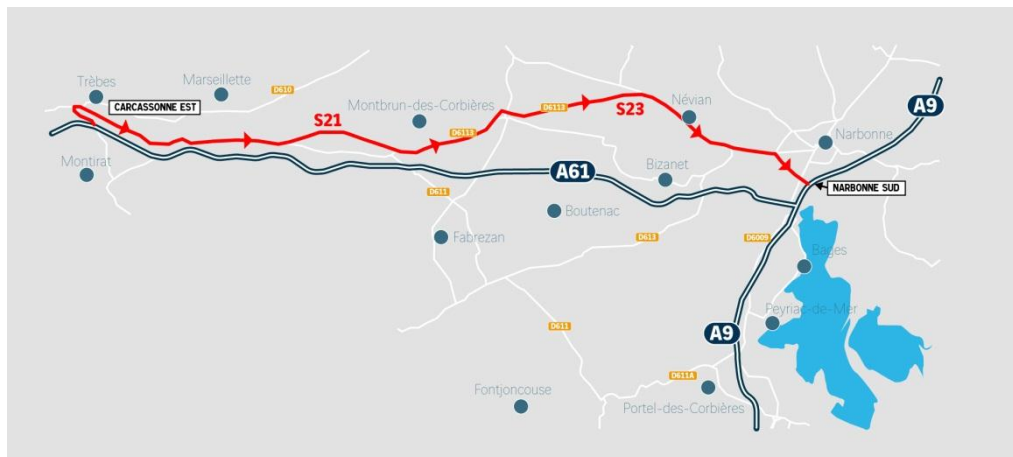 Trèbes
Marseillette
D610
CARCASSONNE EST
Montbrun-des-Corbières
D6113
S21
D6113
S23
Névian
A9
Narbonne
Montirat
A61
Bizanet
NARBONNE SUD
D611
Boutenac
Fabrezan
D613
D6009
Bages
Peyriac-de-Mer
D611
A9
D611A
Fontjoncouse
Portel-des-Corbières